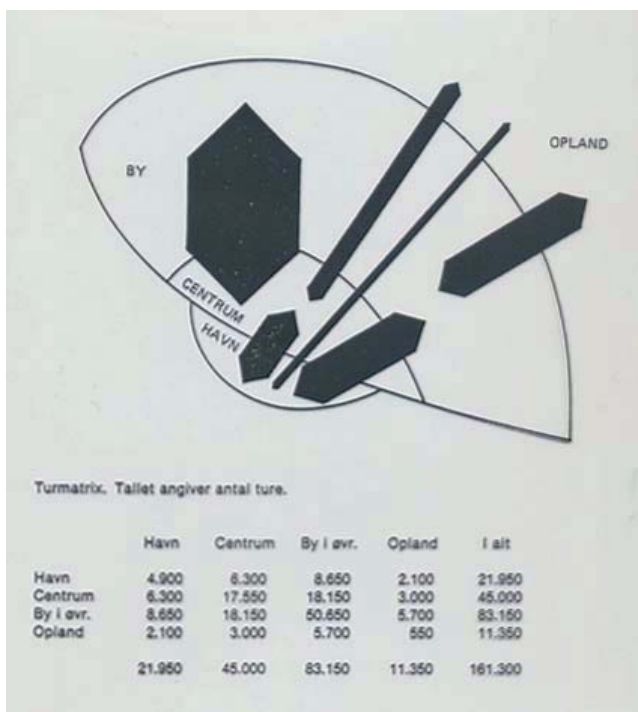 OPLAND
BY
CENTRUM
HAVN
Turmatrix. Tallet angiver antal ture.
Havn Centrum By i øvr. Opland I alt
Havn 4.900 6.300 8.650 2.100 21.950
Centrum 6.300 17.550 18.150 3.000 45.000
By i øvr. 8.650 18.150 50.650 5.700 83.150
Opland 2.100 3.000 5.700 550 11.350
21.950 45.000 83.150 11.350 161.300